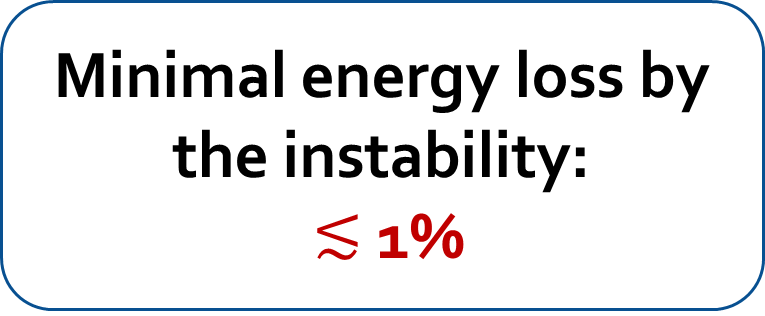 Minimal energy loss by
the instability:
≲ 1%